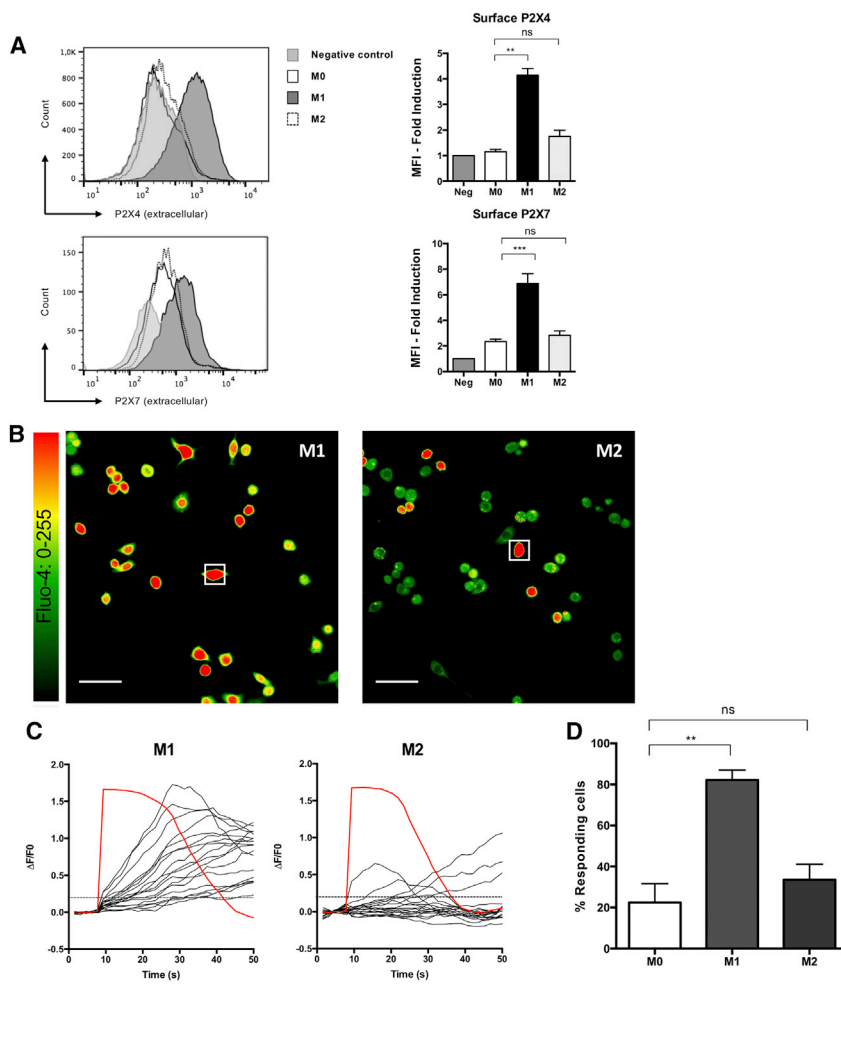 A
1,0K
800
600
400
200
0
Count
10^1
10^2
10^3
10^4
P2X4 (extracellular)
Negative control
M0
M1
M2
Surface P2X4
MFI - Fold Induction
5
4
3
2
1
0
**
ns
Neg M0 M1 M2
150
100
50
0
Count
10^1
10^2
10^3
10^4
P2X7 (extracellular)
Surface P2X7
MFI - Fold Induction
10
8
6
4
2
0
***
ns
Neg M0 M1 M2
B
Fluo-4: 0-255
M1
M2
C
M1
ΔF/F0
2.0
1.5
1.0
0.5
0.0
-0.5
0 10 20 30 40 50
Time (s)
M2
ΔF/F0
2.0
1.5
1.0
0.5
0.0
-0.5
0 10 20 30 40 50
Time (s)
D
% Responding cells
100
80
60
40
20
0
**
ns
M0 M1 M2